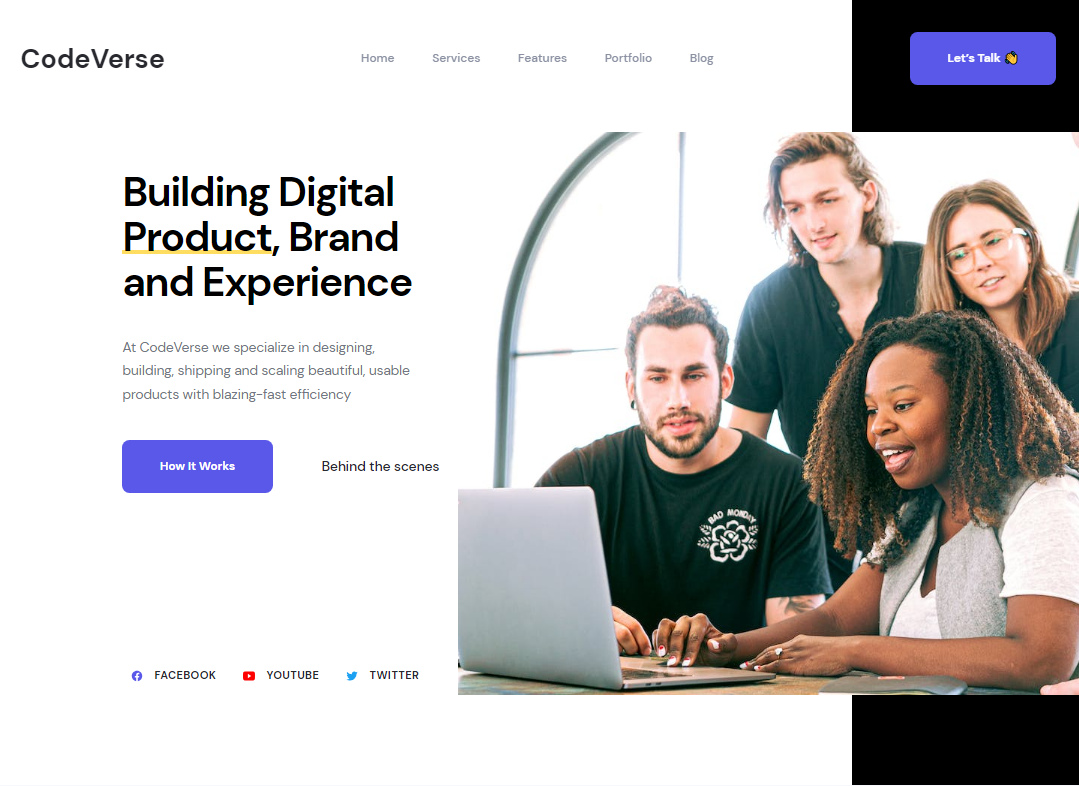 CodeVerse
Home Services Features Portfolio Blog
Let's Talk 👏
Building Digital
Product, Brand
and Experience
At CodeVerse we specialize in designing,
building, shipping and scaling beautiful, usable
products with blazing-fast efficiency
How It Works
Behind the scenes
BAD MONDAY
FACEBOOK YOUTUBE TWITTER